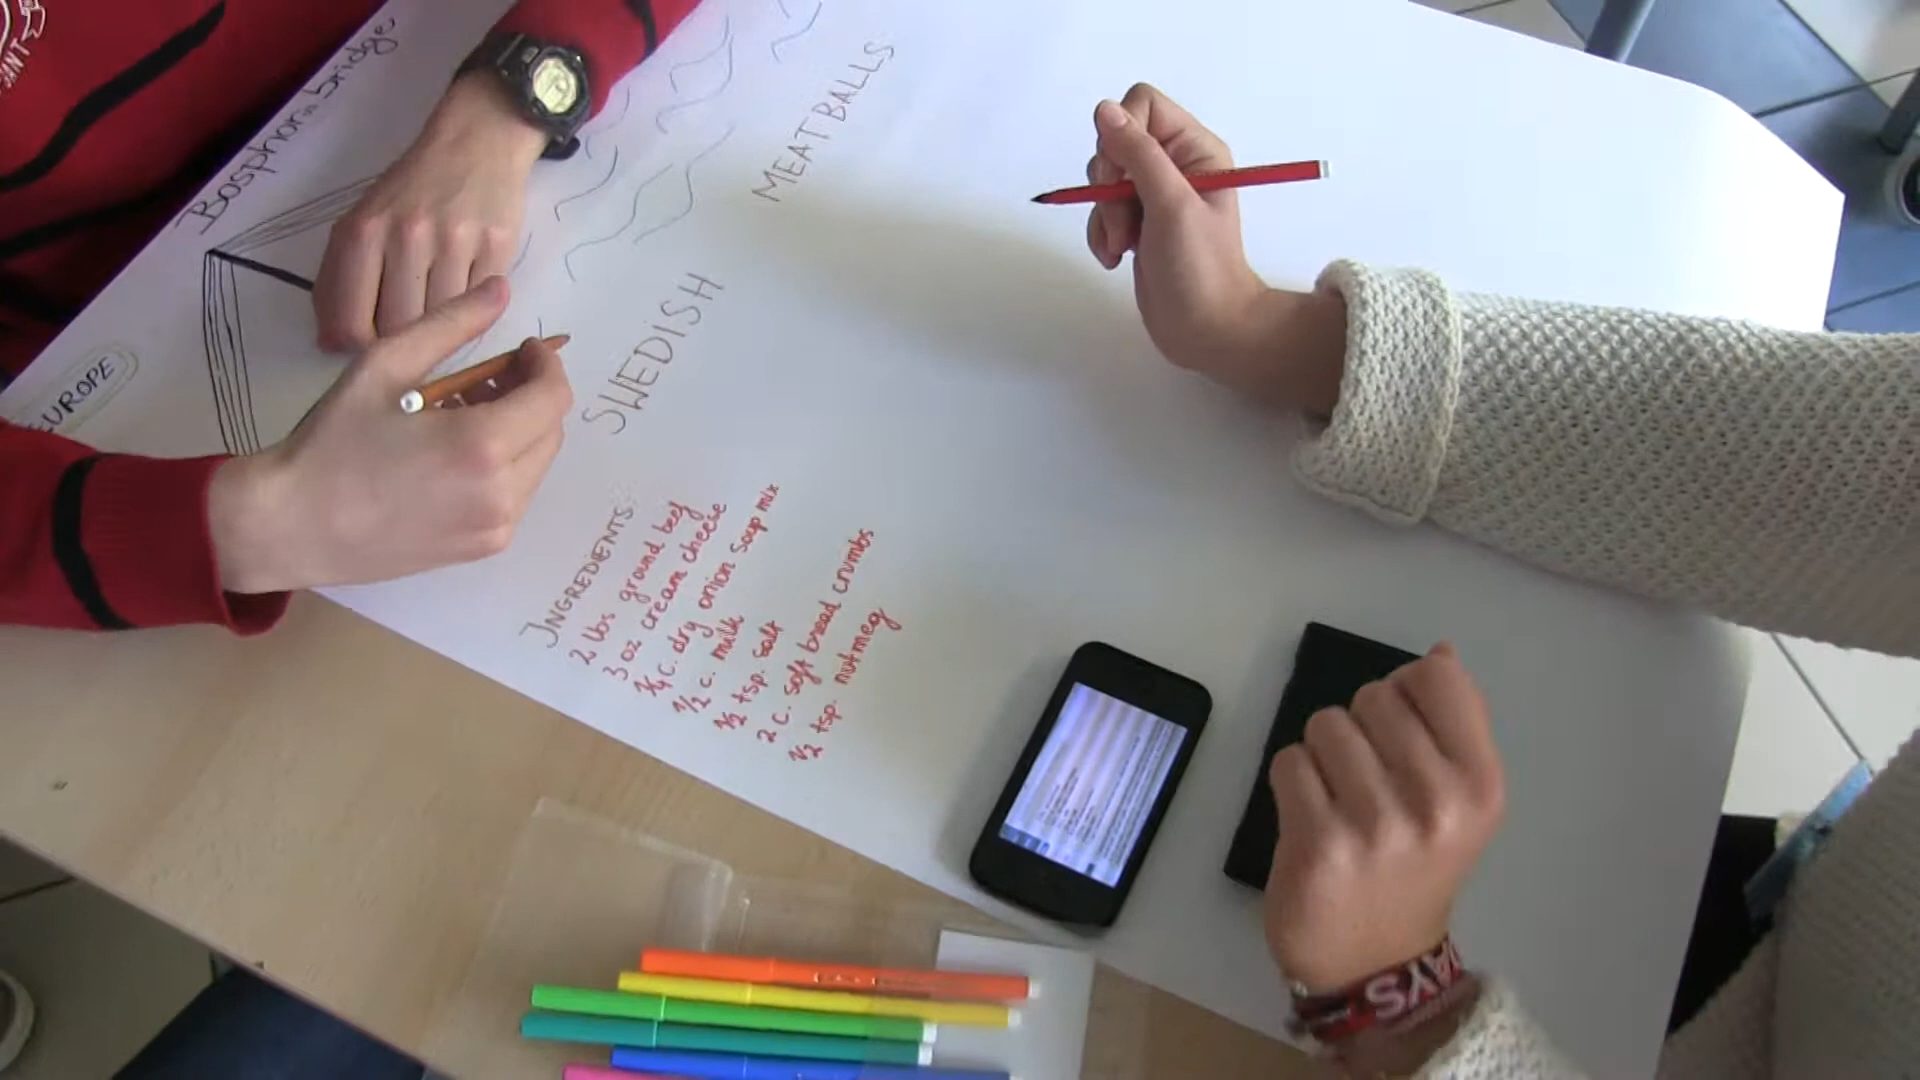 Bosphorus bridge
EUROPE
SWEDISH MEATBALLS
INGREDIENTS:
2 lbs ground beef
3 oz cream cheese
1/4 c. dry onion soup mix
1/2 c. milk
1/2 tsp. salt
2 c. soft bread crumbs
1/2 tsp. nutmeg